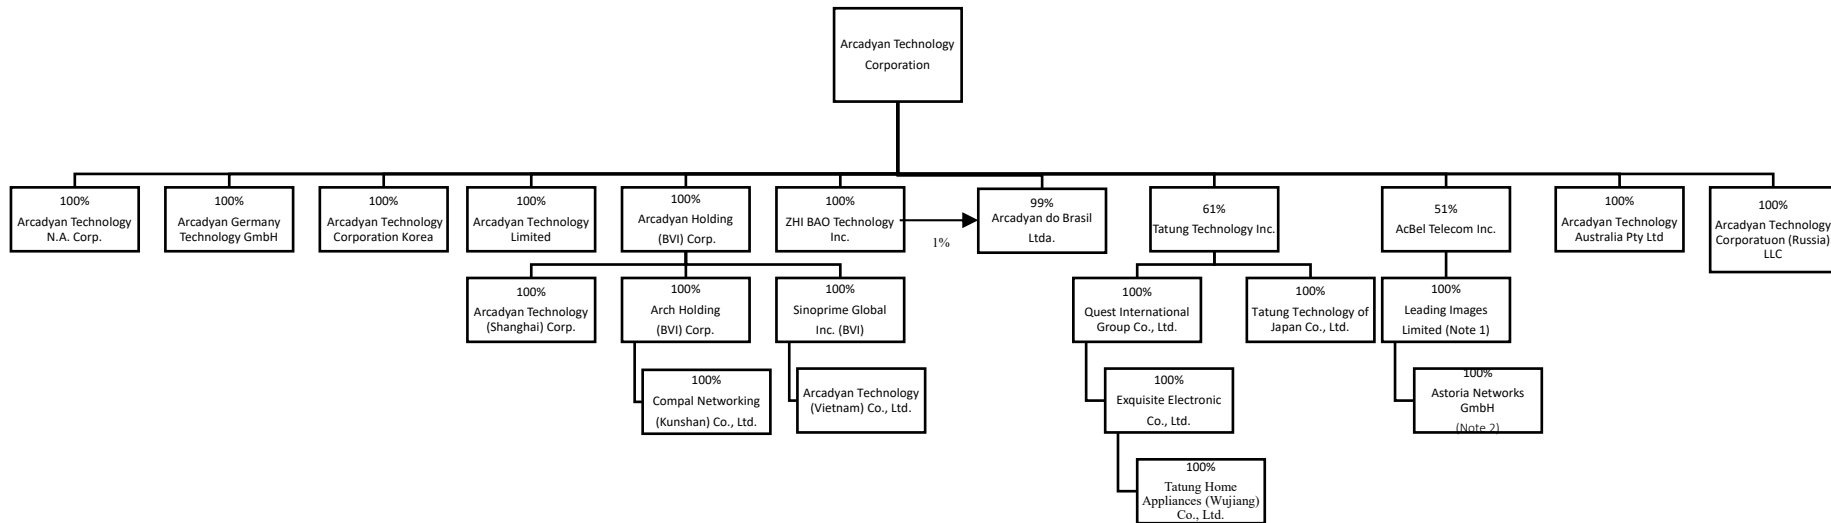 Arcadyan Technology
Corporation
100%
Arcadyan Technology
N.A. Corp.
100%
Arcadyan Germany
Technology GmbH
100%
Arcadyan Technology
Corporation Korea
100%
Arcadyan Technology
Limited
100%
Arcadyan Holding
(BVI) Corp.
100%
ZHI BAO Technology
Inc.
1%
99%
Arcadyan do Brasil
Ltda.
61%
Tatung Technology Inc.
51%
AcBel Telecom Inc.
100%
Arcadyan Technology
Australia Pty Ltd
100%
Arcadyan Technology
Corporatuon (Russia)
LLC
100%
Arcadyan Technology
(Shanghai) Corp.
100%
Arch Holding
(BVI) Corp.
100%
Sinoprime Global
Inc. (BVI)
100%
Quest International
Group Co., Ltd.
100%
Tatung Technology of
Japan Co., Ltd.
100%
Leading Images
Limited (Note 1)
100%
Compal Networking
(Kunshan) Co., Ltd.
Arcadyan Technology
(Vietnam) Co., Ltd.
100%
Exquisite Electronic
Co., Ltd.
100%
Astoria Networks
GmbH
(Note 2)
100%
Tatung Home
Appliances (Wujiang)
Co., Ltd.